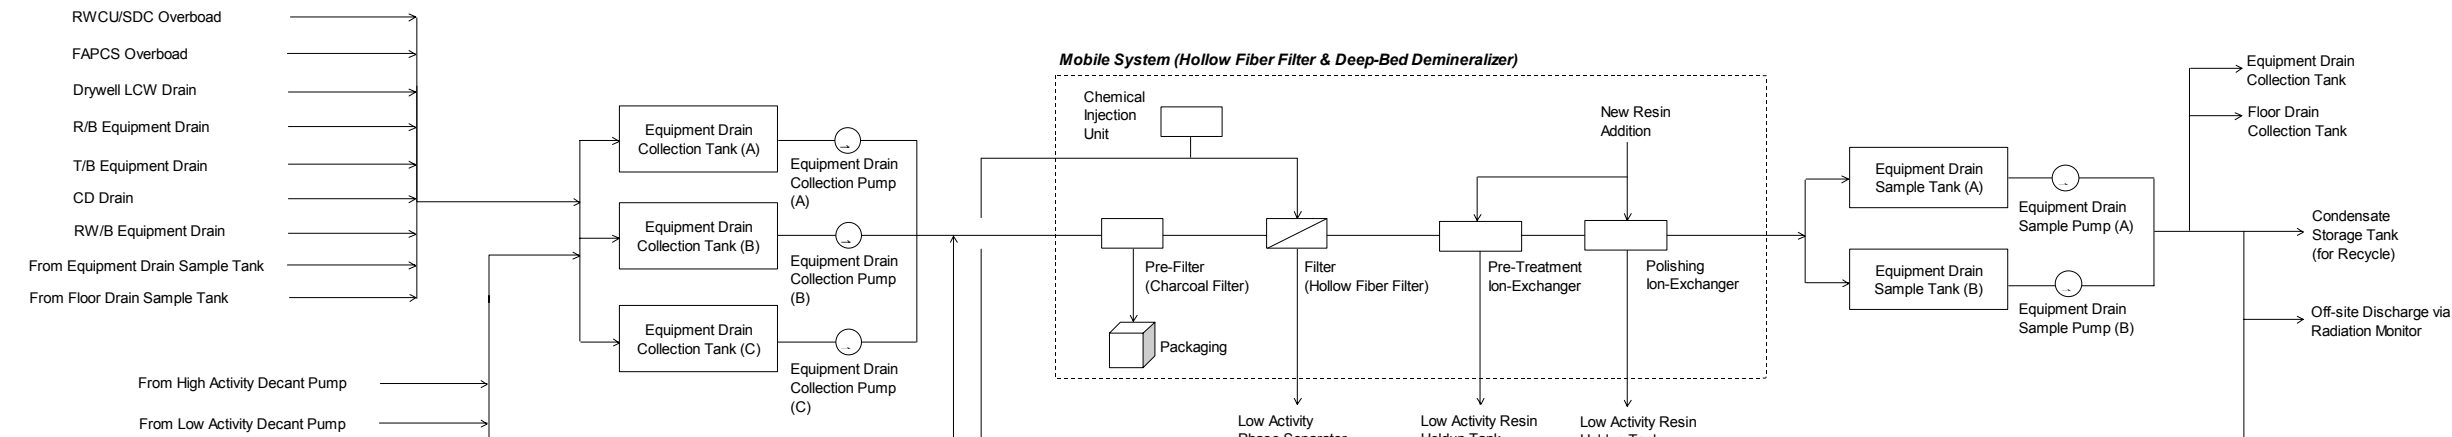 RWCU/SDC Overboad
FAPCS Overboad
Drywell LCW Drain
R/B Equipment Drain
T/B Equipment Drain
CD Drain
RW/B Equipment Drain
From Equipment Drain Sample Tank
From Floor Drain Sample Tank
From High Activity Decant Pump
From Low Activity Decant Pump
Equipment Drain
Collection Tank (A)
Equipment Drain
Collection Tank (B)
Equipment Drain
Collection Tank (C)
Equipment Drain
Collection Pump
(A)
Equipment Drain
Collection Pump
(B)
Equipment Drain
Collection Pump
(C)
Mobile System (Hollow Fiber Filter & Deep-Bed Demineralizer)
Chemical
Injection
Unit
New Resin
Addition
Pre-Filter
(Charcoal Filter)
Filter
(Hollow Fiber Filter)
Pre-Treatment
Ion-Exchanger
Polishing
Ion-Exchanger
Packaging
Low Activity
Phase Separator
Low Activity Resin
Holdup Tank
Low Activity Resin
Holdup Tank
Equipment Drain
Sample Tank (A)
Equipment Drain
Sample Tank (B)
Equipment Drain
Sample Pump (A)
Equipment Drain
Sample Pump (B)
Equipment Drain
Collection Tank
Floor Drain
Collection Tank
Condensate
Storage Tank
(for Recycle)
Off-site Discharge via
Radiation Monitor